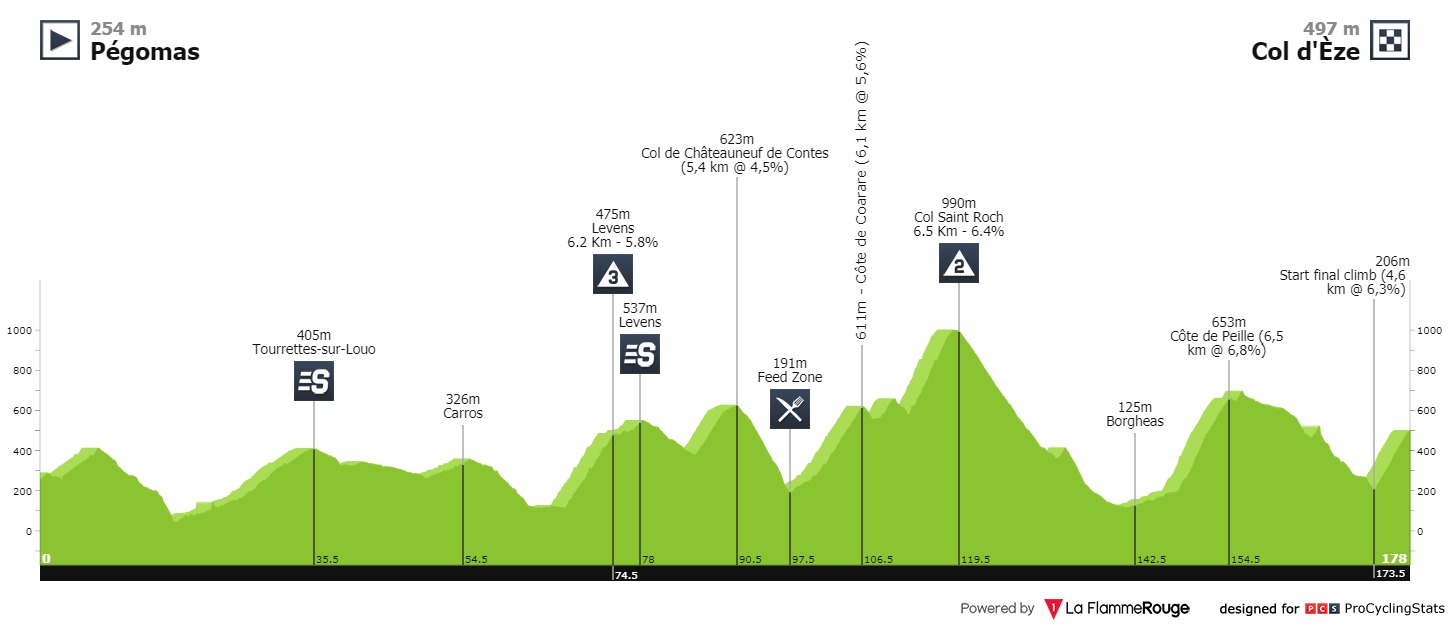 254 m
Pégomas
497 m
Col d'Èze
623m
Col de Châteauneuf de Contes
(5,4 km @ 4,5%)
611m - Côte de Coarare (6,1 km @ 5,6%)
475m
Levens
6.2 Km - 5.8%
3
990m
Col Saint Roch
6.5 Km - 6.4%
2
206m
Start final climb (4,6
km @ 6,3%)
537m
Levens
S
405m
Tourrettes-sur-Louo
S
653m
Côte de Peille (6,5
km @ 6,8%)
191m
Feed Zone
326m
Carros
125m
Borgheas
1000
800
600
400
200
0
1000
800
600
400
200
0
0
35.5
54.5
74.5
78
90.5
97.5
106.5
119.5
142.5
154.5
173.5
178
Powered by 1 La FlammeRouge designed for PCS ProCyclingStats